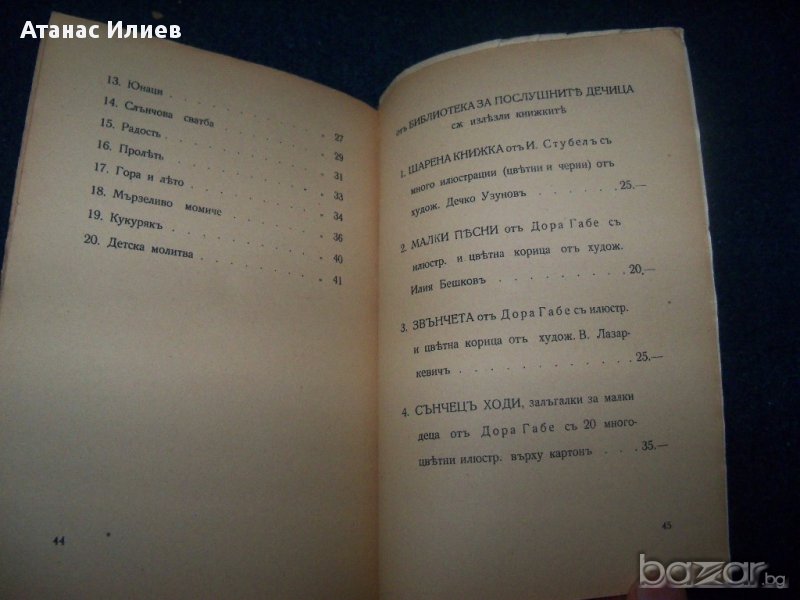 Атанас Илиев
13. Юнаци . . . . . . . . . „ 27
14. Слънчова сватба . . . . . . „ 29
15. Радость . . . . . . . . . „ 31
16. Пролѣть . . . . . . . . . „ 33
17. Гора и лѣто . . . . . . . . „ 34
18. Мързеливо момиче . . . . . . „ 36
19. Кукурякъ . . . . . . . . . „ 40
20. Детска молитва . . . . . . . „ 41
44
отъ БИБЛИОТЕКА ЗА ПОСЛУШНИТѢ ДЕЧИЦА
сѫ излѣзли книжкитѣ
1. ШАРЕНА КНИЖКА отъ И. Стубелъ съ
много илюстрации (цвѣтни и черни) отъ
худож. Дечко Узуновъ . . . . . 25.—
2. МАЛКИ ПѢСНИ отъ Дора Габе съ
илюстр. и цвѣтна корица отъ худож.
Илия Бешковъ . . . . . . . 20.—
3. ЗВЪНЧЕТА отъ Дора Габе съ илюстр.
и цвѣтна корица отъ худож. В. Лазар-
кевичъ . . . . . . . . . 25.—
4. СЪНЧЕЦЪ ХОДИ, залъгалки за малки
деца отъ Дора Габе съ 20 много-
цвѣтни илюстр. върху картонъ . . . 35.—
45
bazar.bg